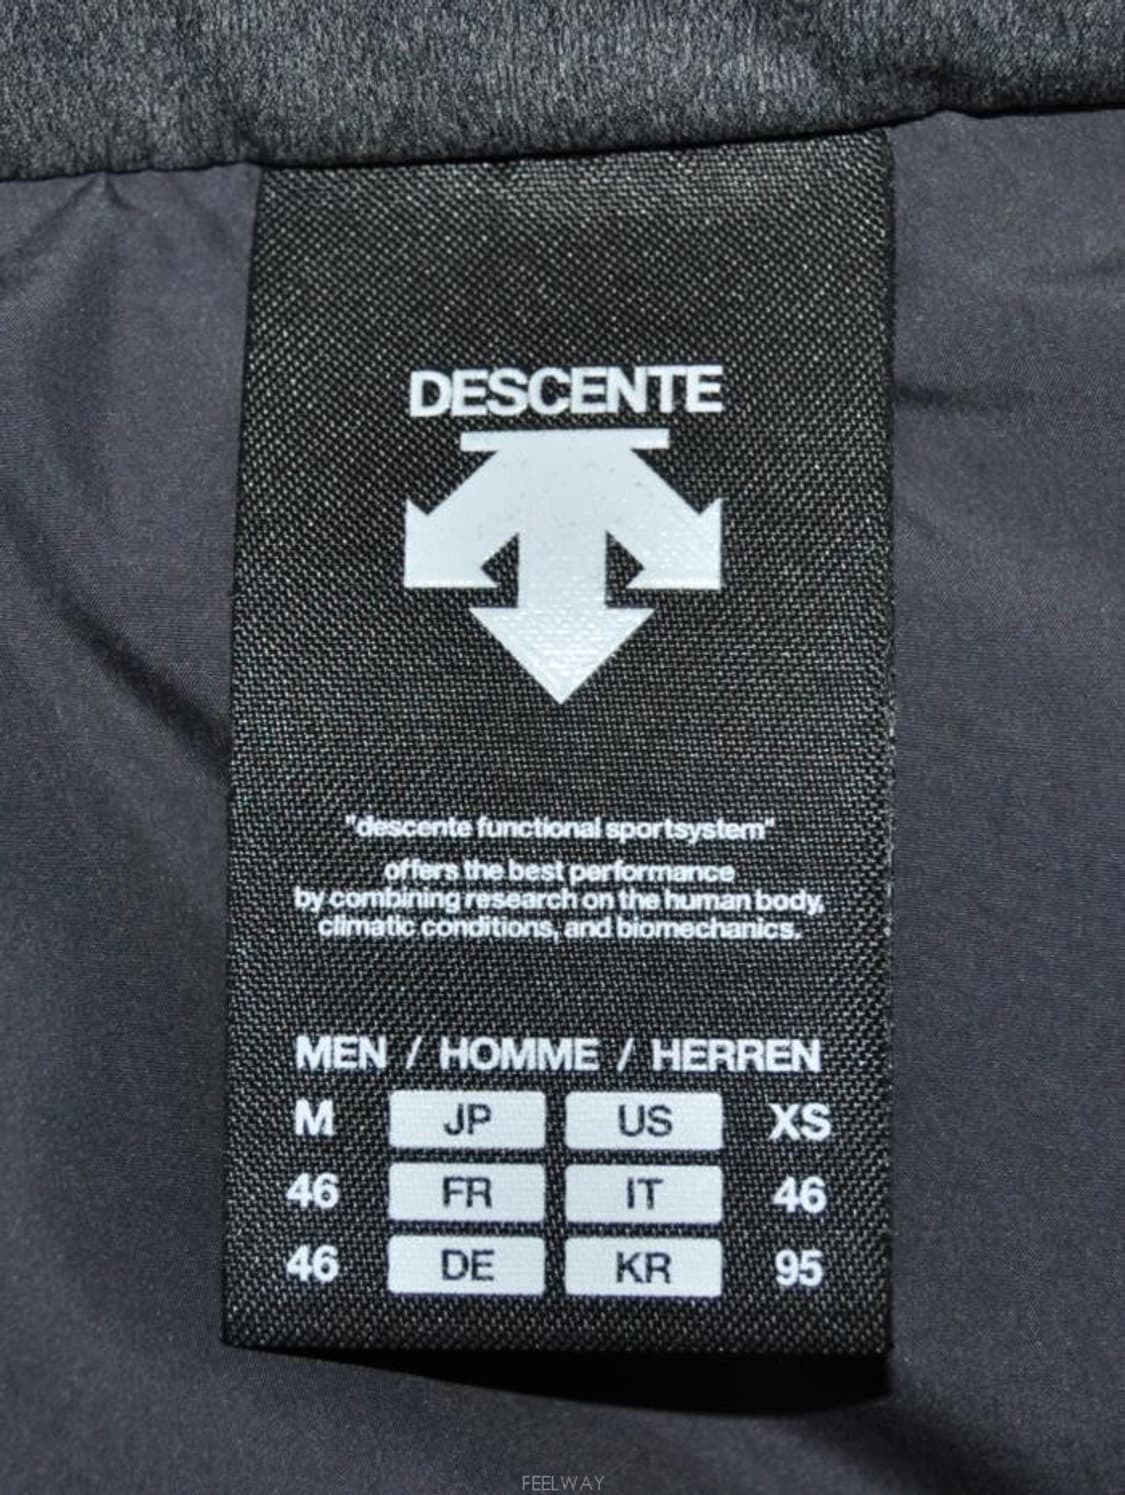 DESCENTE
"descente functional sportsystem"
offers the best performance
by combining research on the human body,
climatic conditions, and biomechanics.
MEN / HOMME / HERREN
M JP US XS
46 FR IT 46
46 DE KR 95
FEELWAY